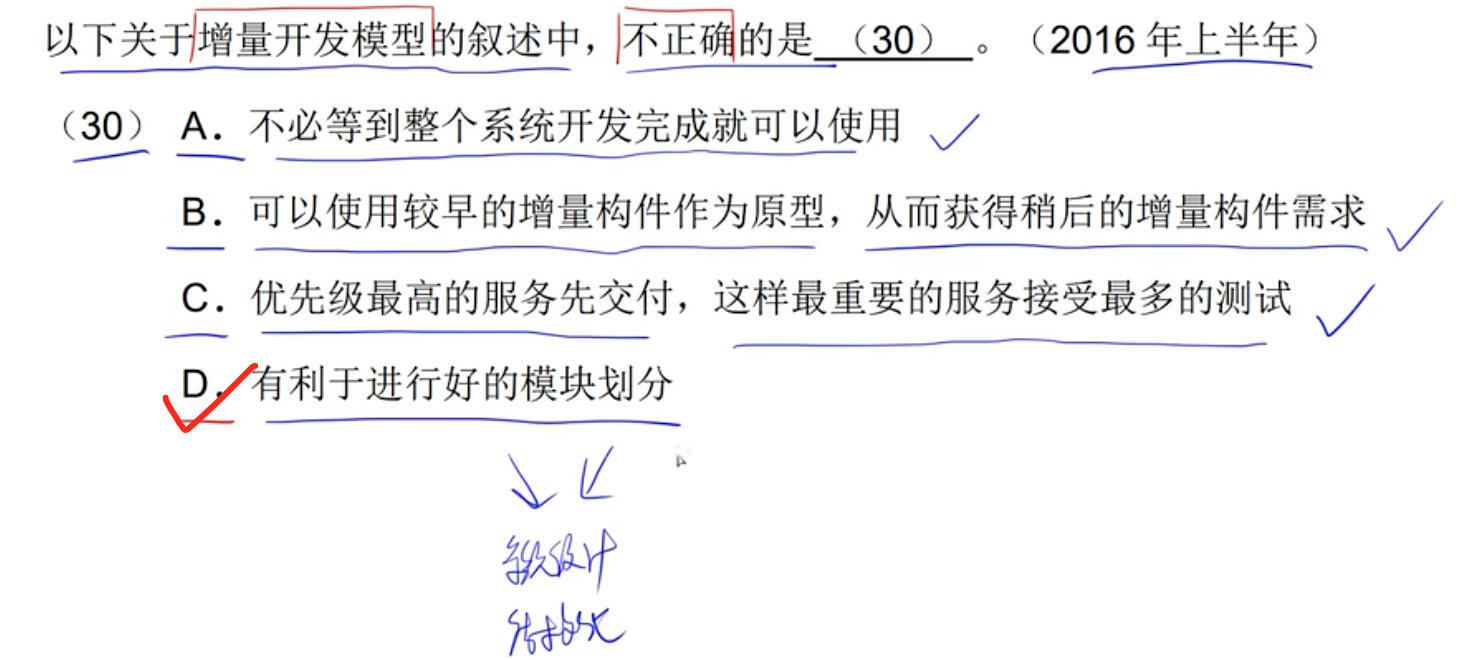 以下关于增量开发模型的叙述中，不正确的是 （30） 。（2016 年上半年）
（30） A．不必等到整个系统开发完成就可以使用
B．可以使用较早的增量构件作为原型，从而获得稍后的增量构件需求
C．优先级最高的服务先交付，这样最重要的服务接受最多的测试
D．有利于进行好的模块划分
系统设计
结构化